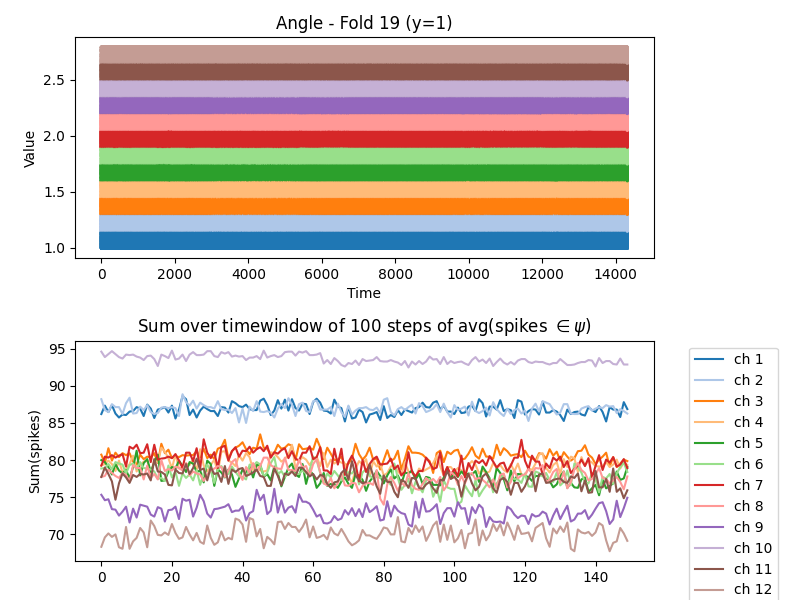 Angle - Fold 19 (y=1)
Value
2.5
2.0
1.5
1.0
0 2000 4000 6000 8000 10000 12000 14000
Time
Sum over timewindow of 100 steps of avg(spikes ∈ ψ)
Sum(spikes)
95
90
85
80
75
70
0 20 40 60 80 100 120 140
ch 1
ch 2
ch 3
ch 4
ch 5
ch 6
ch 7
ch 8
ch 9
ch 10
ch 11
ch 12